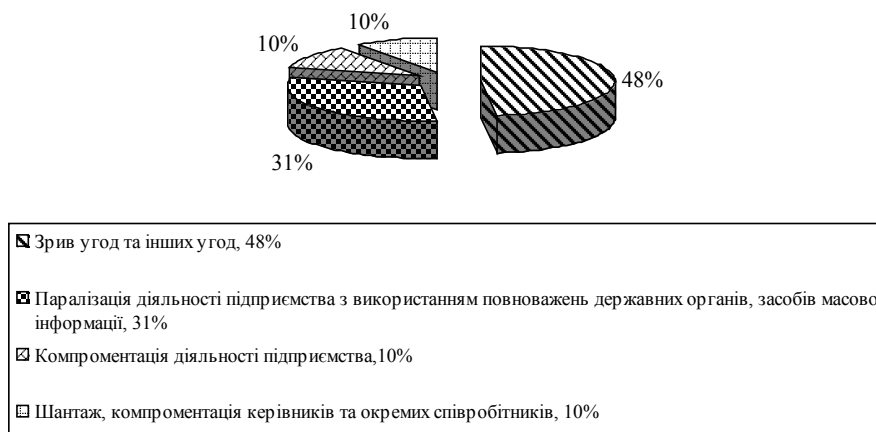 10%
10%
48%
31%
Зрив угод та інших угод, 48%
Паралізація діяльності підприємства з використанням повноважень державних органів, засобів масово
інформації, 31%
Компроментація діяльності підприємства,10%
Шантаж, компроментація керівників та окремих співробітників, 10%